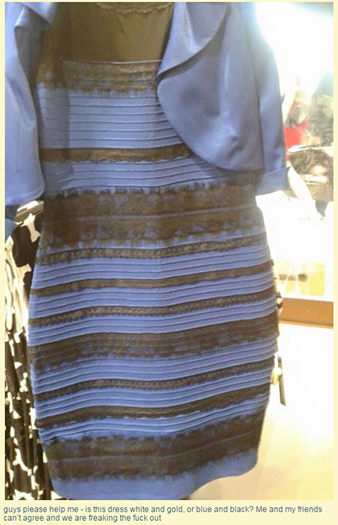 guys please help me - is this dress white and gold, or blue and black? Me and my friends
can't agree and we are freaking the fuck out